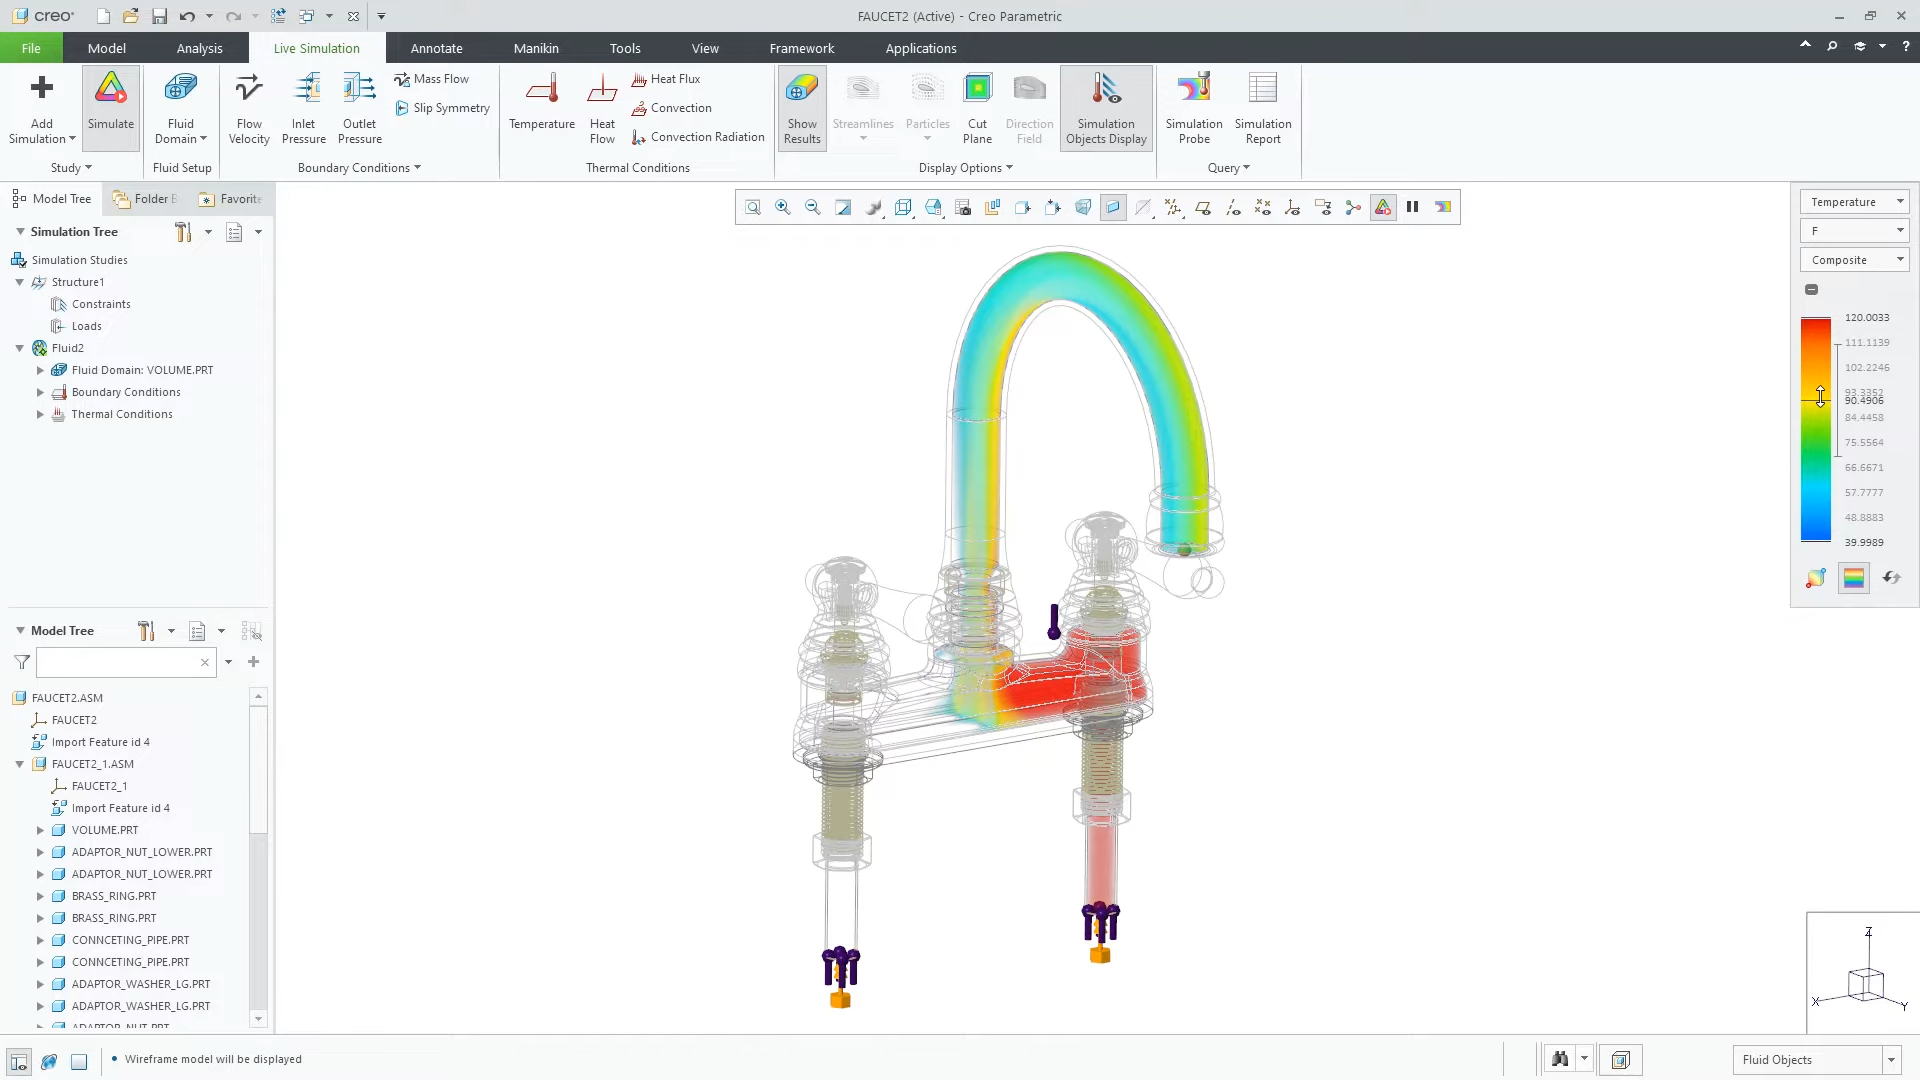 creo
FAUCET2 (Active) - Creo Parametric
File
Model
Analysis
Live Simulation
Annotate
Manikin
Tools
View
Framework
Applications
Add Simulation
Simulate
Study
Fluid Domain
Fluid Setup
Flow Velocity
Inlet Pressure
Outlet Pressure
Mass Flow
Slip Symmetry
Boundary Conditions
Temperature
Heat Flow
Heat Flux
Convection
Convection Radiation
Thermal Conditions
Show Results
Streamlines
Particles
Cut Plane
Direction Field
Simulation Objects Display
Display Options
Simulation Probe
Simulation Report
Query
Model Tree
Folder B
Favorite
Simulation Tree
Simulation Studies
Structure1
Constraints
Loads
Fluid2
Fluid Domain: VOLUME.PRT
Boundary Conditions
Thermal Conditions
Model Tree
FAUCET2.ASM
FAUCET2
Import Feature id 4
FAUCET2_1.ASM
FAUCET2_1
Import Feature id 4
VOLUME.PRT
ADAPTOR_NUT_LOWER.PRT
ADAPTOR_NUT_LOWER.PRT
BRASS_RING.PRT
BRASS_RING.PRT
CONNCETING_PIPE.PRT
CONNCETING_PIPE.PRT
ADAPTOR_WASHER_LG.PRT
ADAPTOR_WASHER_LG.PRT
ADAPTOR_NUT.PRT
Temperature
F
Composite
120.0033
111.1139
102.2246
93.3352
90.4906
84.4458
75.5564
66.6671
57.7777
48.8883
39.9989
Z
X
Y
Wireframe model will be displayed
Fluid Objects